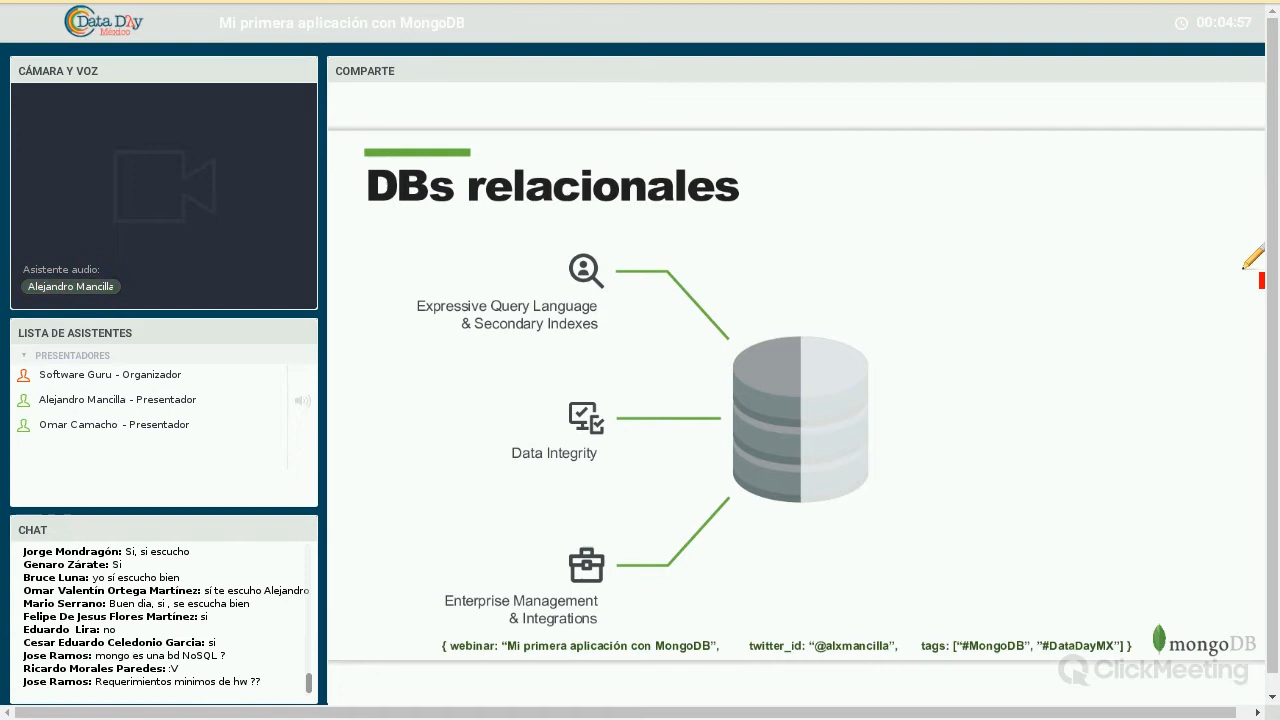 Data Day
México
Mi primera aplicación con MongoDB
00:04:57
CÁMARA Y VOZ
Asistente audio:
Alejandro Mancilla
LISTA DE ASISTENTES
PRESENTADORES
Software Guru - Organizador
Alejandro Mancilla - Presentador
Omar Camacho - Presentador
CHAT
Jorge Mondragón: Si, si escucho
Genaro Zárate: Si
Bruce Luna: yo sí escucho bien
Omar Valentín Ortega Martínez: sí te escuho Alejandro
Mario Serrano: Buen dia, si , se escucha bien
Felipe De Jesus Flores Martínez: si
Eduardo Lira: no
Cesar Eduardo Celedonio Garcia: si
Jose Ramos: mongo es una bd NoSQL ?
Ricardo Morales Paredes: :V
Jose Ramos: Requerimientos minimos de hw ??
COMPARTE
DBs relacionales
Expressive Query Language
& Secondary Indexes
Data Integrity
Enterprise Management
& Integrations
{ webinar: “Mi primera aplicación con MongoDB”, twitter_id: “@alxmancilla”, tags: [“#MongoDB”, ”#DataDayMX”] }
mongoDB
ClickMeeting